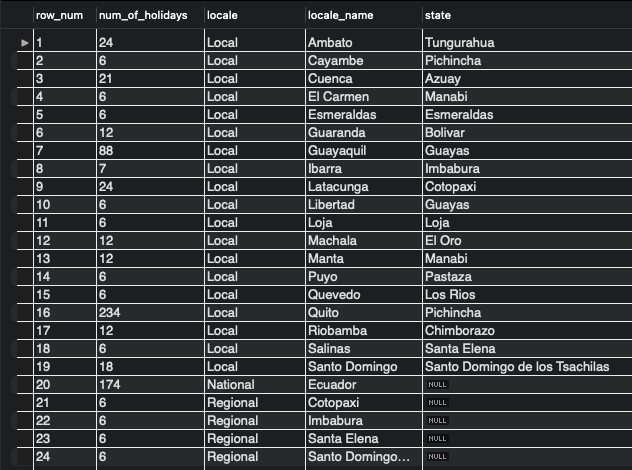 row_num num_of_holidays locale locale_name state
1 24 Local Ambato Tungurahua
2 6 Local Cayambe Pichincha
3 21 Local Cuenca Azuay
4 6 Local El Carmen Manabi
5 6 Local Esmeraldas Esmeraldas
6 12 Local Guaranda Bolivar
7 88 Local Guayaquil Guayas
8 7 Local Ibarra Imbabura
9 24 Local Latacunga Cotopaxi
10 6 Local Libertad Guayas
11 6 Local Loja Loja
12 12 Local Machala El Oro
13 12 Local Manta Manabi
14 6 Local Puyo Pastaza
15 6 Local Quevedo Los Rios
16 234 Local Quito Pichincha
17 12 Local Riobamba Chimborazo
18 6 Local Salinas Santa Elena
19 18 Local Santo Domingo Santo Domingo de los Tsachilas
20 174 National Ecuador NULL
21 6 Regional Cotopaxi NULL
22 6 Regional Imbabura NULL
23 6 Regional Santa Elena NULL
24 6 Regional Santo Domingo... NULL